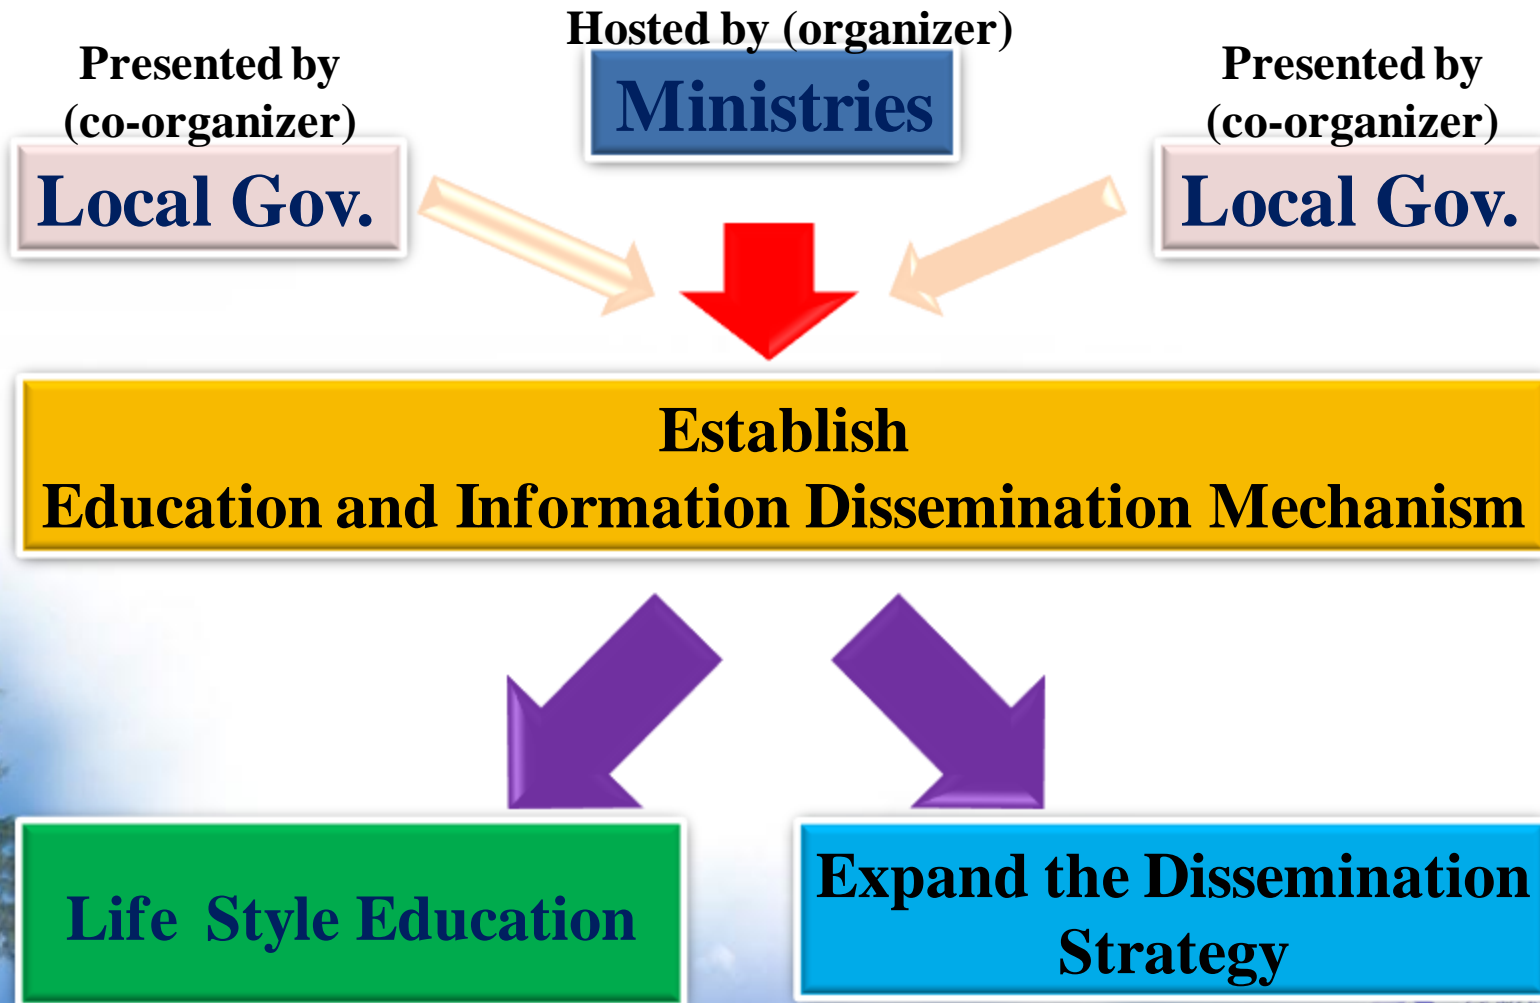 Hosted by (organizer)
Ministries
Presented by
(co-organizer)
Local Gov.
Presented by
(co-organizer)
Local Gov.
Establish
Education and Information Dissemination Mechanism
Life Style Education
Expand the Dissemination
Strategy